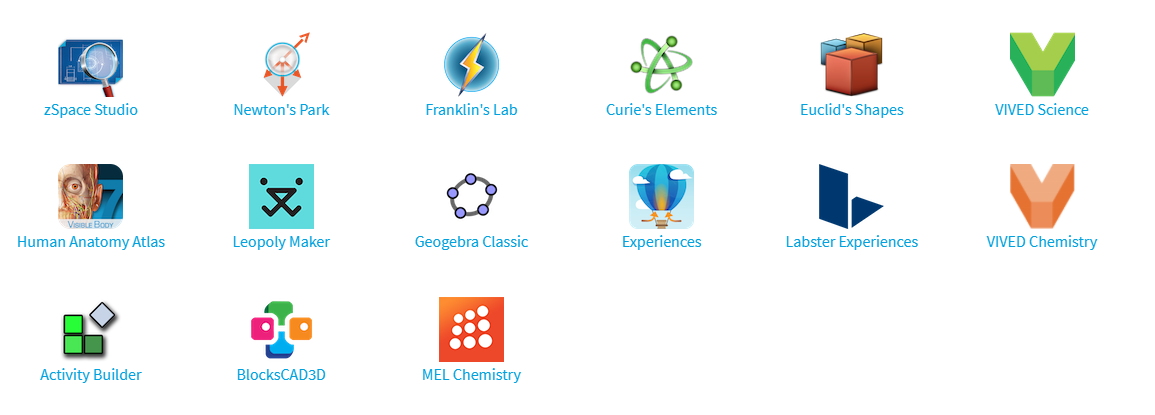 zSpace Studio
Newton's Park
Franklin's Lab
Curie's Elements
Euclid's Shapes
VIVED Science
7
VISIBLE BODY
Human Anatomy Atlas
Leopoly Maker
Geogebra Classic
Experiences
Labster Experiences
VIVED Chemistry
Activity Builder
BlocksCAD3D
MEL Chemistry